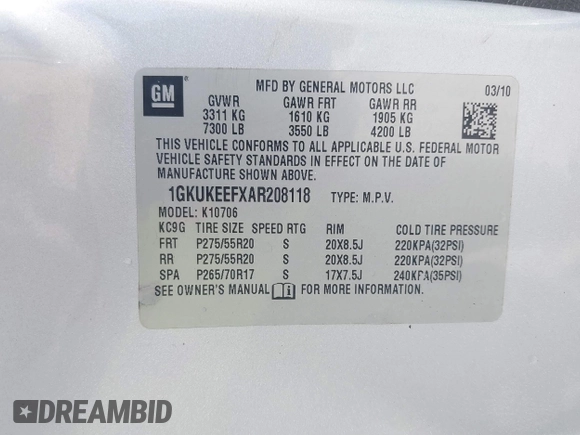 GM
MFD BY GENERAL MOTORS LLC 03/10
GVWR GAWR FRT GAWR RR
3311 KG 1610 KG 1905 KG
7300 LB 3550 LB 4200 LB
THIS VEHICLE CONFORMS TO ALL APPLICABLE U.S. FEDERAL MOTOR
VEHICLE SAFETY STANDARDS IN EFFECT ON THE DATE OF
MANUFACTURE SHOWN ABOVE.
1GKUKEEFXAR208118 TYPE: M.P.V.
MODEL: K10706
KC9G TIRE SIZE SPEED RTG RIM COLD TIRE PRESSURE
FRT P275/55R20 S 20X8.5J 220KPA(32PSI)
RR P275/55R20 S 20X8.5J 220KPA(32PSI)
SPA P265/70R17 S 17X7.5J 240KPA(35PSI)
SEE OWNER'S MANUAL i FOR MORE INFORMATION.
DREAMBID